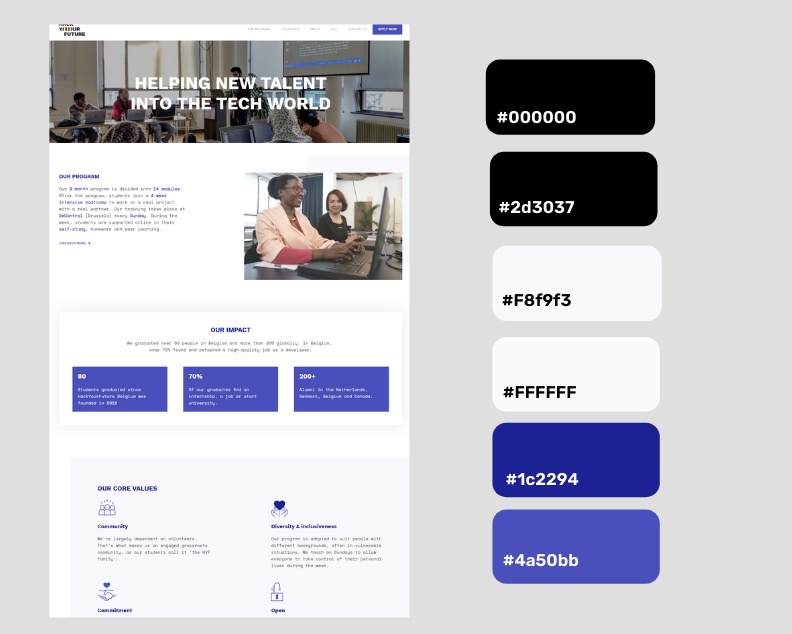 YOUR
FUTURE
THE PROGRAM
VOLUNTEER
ABOUT
FAQ
SUPPORT US
APPLY NOW
HELPING NEW TALENT
INTO THE TECH WORLD
OUR PROGRAM
Our 8-month program is divided into 14 modules.
After the program, students join a 4-week
intensive bootcamp to work on a real project
with a real partner. Our training takes place at
BeCentral (Brussels) every Sunday. During the
week, students are supported online in their
self-study, homework and peer learning.
DISCOVER MORE →
OUR IMPACT
We graduated over 80 people in Belgium and more than 200 globally. In Belgium,
over 70% found and retained a high-quality job as a developer.
80
Students graduated since
HackYourFuture Belgium was
founded in 2018
70%
Of our graduates find an
internship, a job or start
university.
200+
Alumni in the Netherlands,
Denmark, Belgium and Canada.
OUR CORE VALUES
Community
We're largely dependent on volunteers.
That's what makes us an engaged grassroots
community, as our students call it 'the HYF
family'.
Diversity & inclusiveness
Our program is adapted to suit people with
different backgrounds, often in vulnerable
situations. We teach on Sundays to allow
everyone to take control of their personal
lives during the week.
Commitment
Open
#000000
#2d3037
#F8f9f3
#FFFFFF
#1c2294
#4a50bb